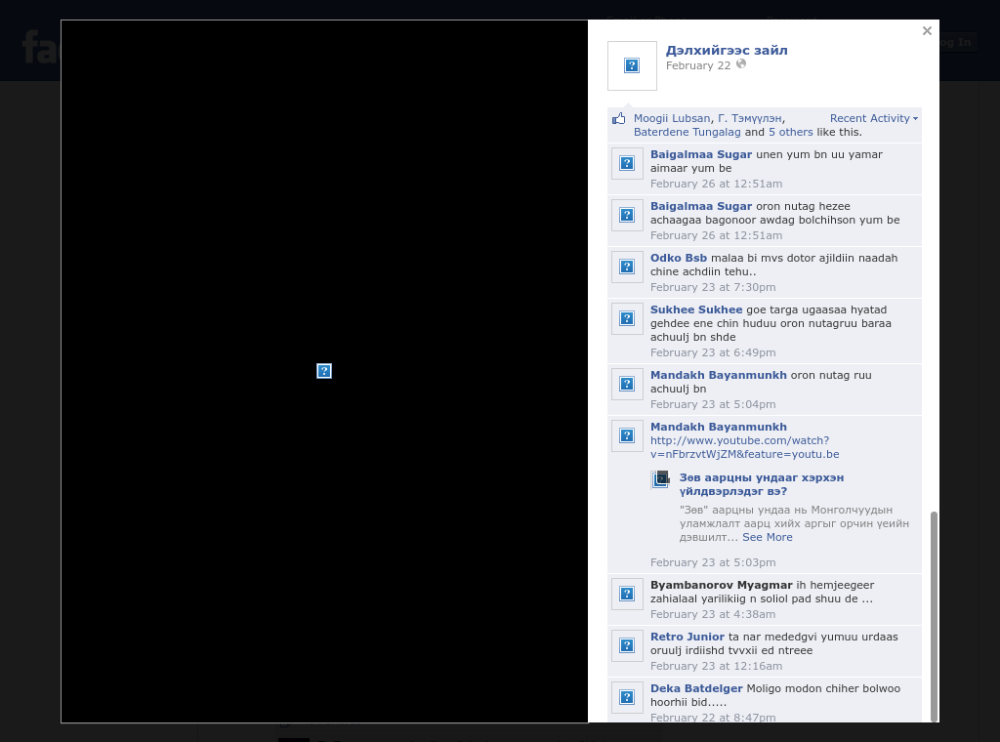 Дэлхийгээс зайл
February 22
Moogii Lubsan, Г. Тэмүүлэн,
Recent Activity
Baterdene Tungalag and 5 others like this.
Baigalmaa Sugar unen yum bn uu yamar
aimaar yum be
February 26 at 12:51am
Baigalmaa Sugar oron nutag hezee
achaagaa bagonoor awdag bolchihson yum be
February 26 at 12:51am
Odko Bsb malaa bi mvs dotor ajildiin naadah
chine achdiin tehu..
February 23 at 7:30pm
Sukhee Sukhee goe targa ugaasaa hyatad
gehdee ene chin huduu oron nutagruu baraa
achuulj bn shde
February 23 at 6:49pm
Mandakh Bayanmunkh oron nutag ruu
achuulj bn
February 23 at 5:04pm
Mandakh Bayanmunkh
http://www.youtube.com/watch?
v=nFbrzvtWjZM&feature=youtu.be
Зөв аарцны ундааг хэрхэн
үйлдвэрлэдэг вэ?
"Зөв" аарцны ундаа нь Монголчуудын
уламжлалт аарц хийх аргыг орчин үеийн
дэвшилт... See More
February 23 at 5:03pm
Byambanorov Myagmar ih hemjeegeer
zahialaal yarilikiig n soliol pad shuu de ...
February 23 at 4:38am
Retro Junior ta nar mededgvi yumuu urdaas
oruulj irdiishd tvvxii ed ntreee
February 23 at 12:16am
Deka Batdelger Moligo modon chiher bolwoo
hoorhii bid.....
February 22 at 8:47pm